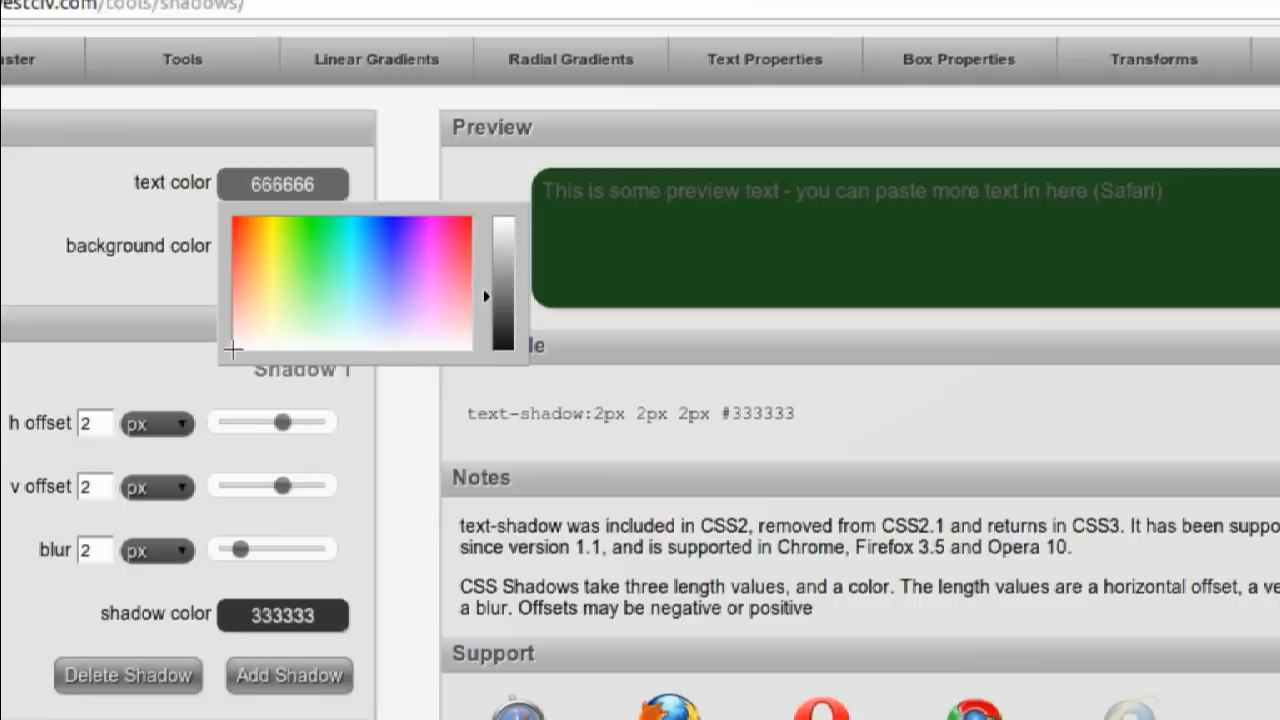 westciv.com/tools/shadows/
aster Tools Linear Gradients Radial Gradients Text Properties Box Properties Transforms
text color 666666
background color
Shadow 1
h offset 2 px
v offset 2 px
blur 2 px
shadow color 333333
Delete Shadow Add Shadow
Preview
This is some preview text - you can paste more text in here (Safari)
de
text-shadow:2px 2px 2px #333333
Notes
text-shadow was included in CSS2, removed from CSS2.1 and returns in CSS3. It has been suppo
since version 1.1, and is supported in Chrome, Firefox 3.5 and Opera 10.
CSS Shadows take three length values, and a color. The length values are a horizontal offset, a ve
a blur. Offsets may be negative or positive
Support